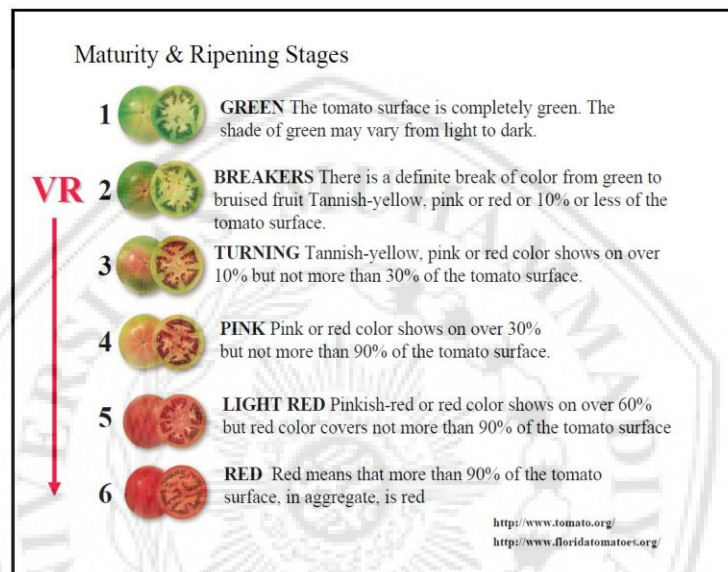 Maturity & Ripening Stages
1 GREEN The tomato surface is completely green. The
shade of green may vary from light to dark.
VR
2 BREAKERS There is a definite break of color from green to
bruised fruit Tannish-yellow, pink or red or 10% or less of the
tomato surface.
3 TURNING Tannish-yellow, pink or red color shows on over
10% but not more than 30% of the tomato surface.
4 PINK Pink or red color shows on over 30%
but not more than 90% of the tomato surface.
5 LIGHT RED Pinkish-red or red color shows on over 60%
but red color covers not more than 90% of the tomato surface
6 RED Red means that more than 90% of the tomato
surface, in aggregate, is red
http://www.tomato.org/
http://www.floridatomatoes.org/